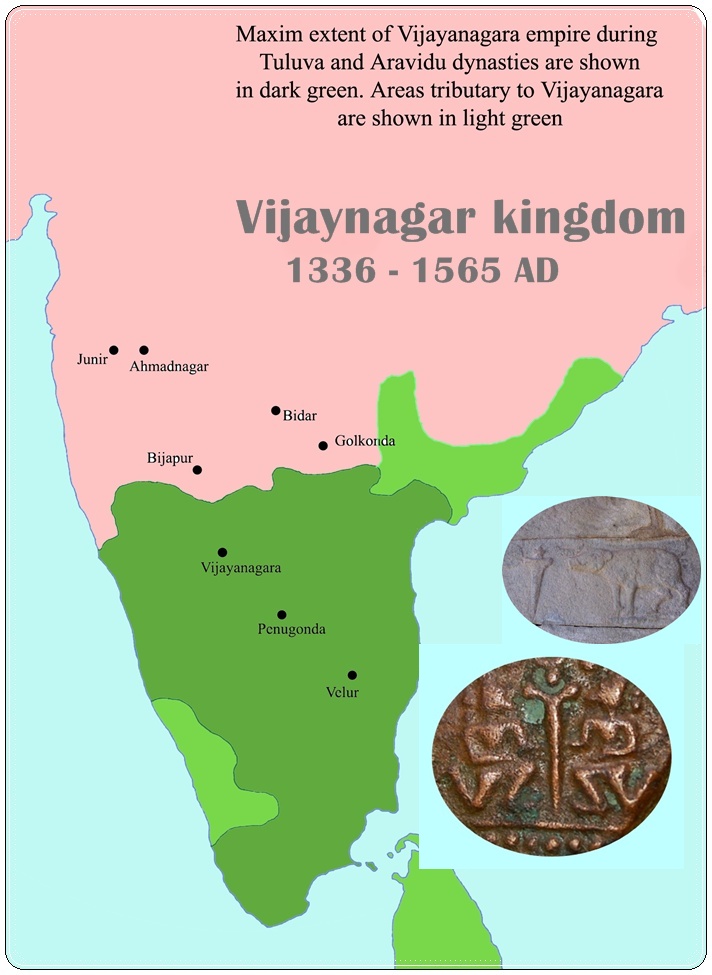 Maxim extent of Vijayanagara empire during
Tuluva and Aravidu dynasties are shown
in dark green. Areas tributary to Vijayanagara
are shown in light green
Vijaynagar kingdom
1336 - 1565 AD
Junir
Ahmadnagar
Bidar
Golkonda
Bijapur
Vijayanagara
Penugonda
Velur